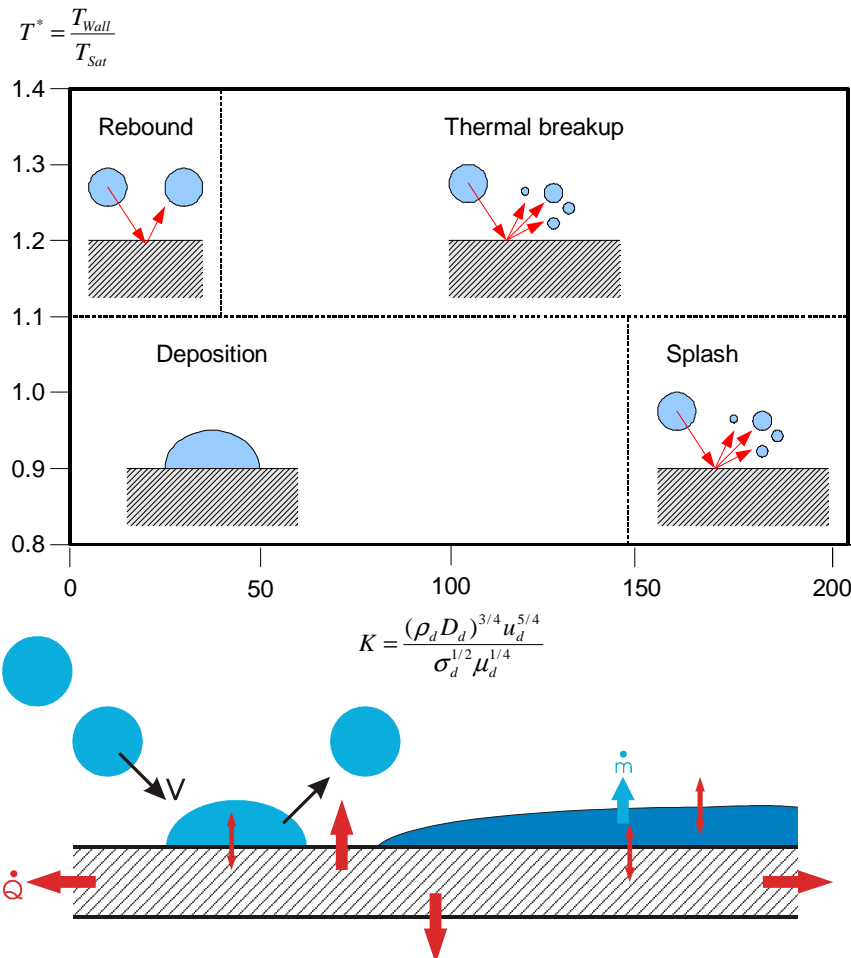 T* = T_Wall / T_Sat
1.4
Rebound Thermal breakup
1.3
1.2
1.1
Deposition Splash
1.0
0.9
0.8
0 50 100 150 200
K = (ρ_d D_d)^{3/4} u_d^{5/4} / σ_d^{1/2} μ_d^{1/4}
V
ṁ
Q̇